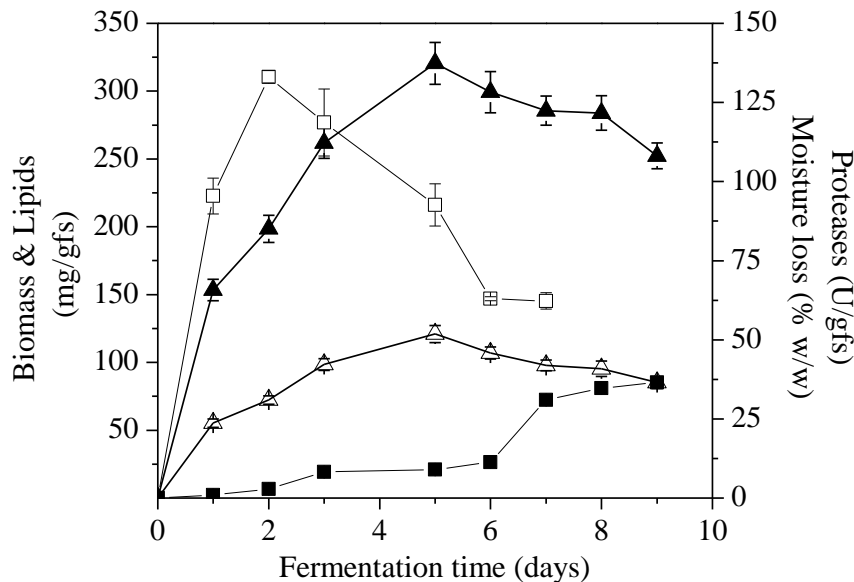 350
300
250
200
150
100
50
Biomass & Lipids
(mg/gfs)
150
125
100
75
50
25
0
Proteases (U/gfs)
Moisture loss (% w/w)
0 2 4 6 8 10
Fermentation time (days)